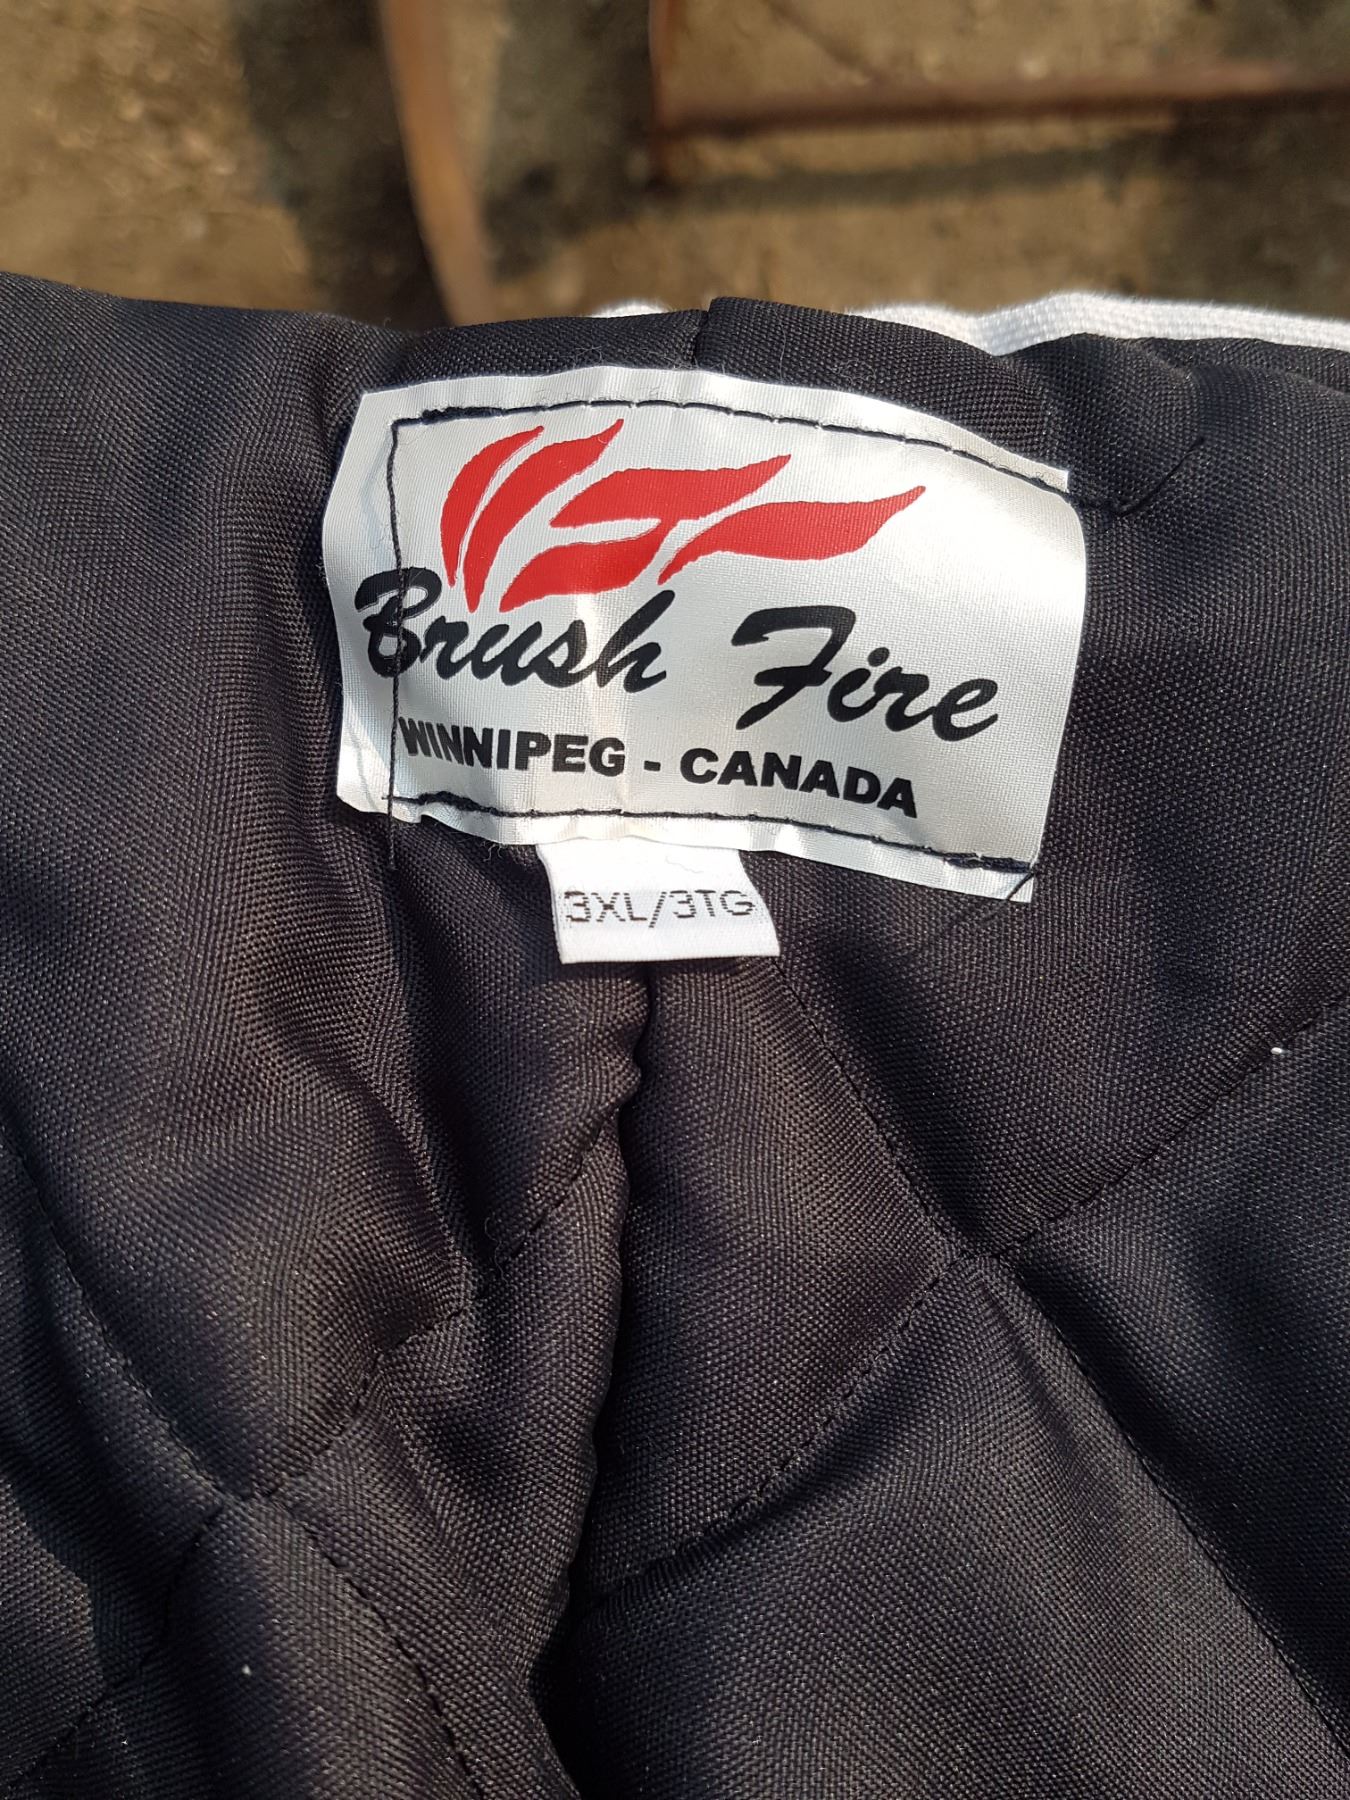 Brush Fire
WINNIPEG - CANADA
3XL/3TG